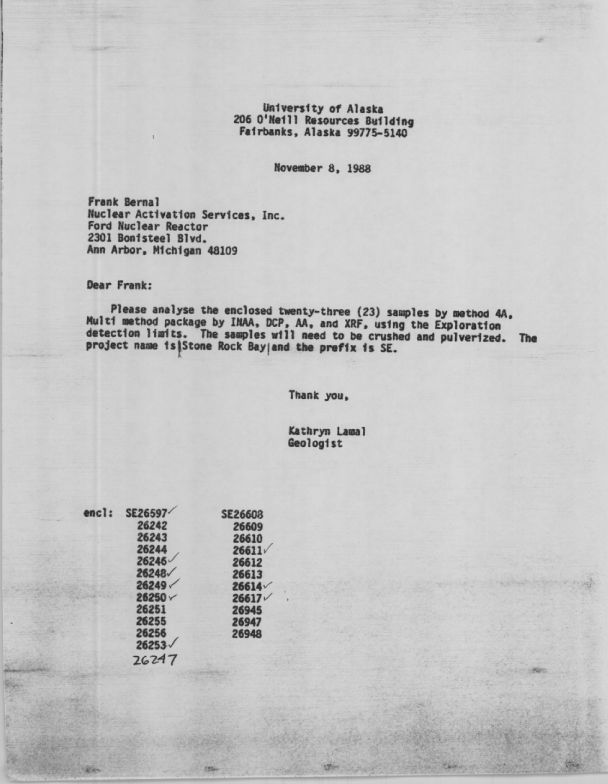 University of Alaska
206 O'Neill Resources Building
Fairbanks, Alaska 99775-5140
November 8, 1988
Frank Bernal
Nuclear Activation Services, Inc.
Ford Nuclear Reactor
2301 Bonisteel Blvd.
Ann Arbor, Michigan 48109
Dear Frank:
Please analyse the enclosed twenty-three (23) samples by method 4A,
Multi method package by INAA, DCP, AA, and XRF, using the Exploration
detection limits. The samples will need to be crushed and pulverized. The
project name is Stone Rock Bay and the prefix is SE.
Thank you,
Kathryn Lamal
Geologist
encl: SE26597✓ SE26608
26242 26609
26243 26610
26244 26611✓
26246✓ 26612
26248✓ 26613
26249✓ 26614✓
26250✓ 26617✓
26251 26945
26255 26947
26256 26948
26253✓
26247